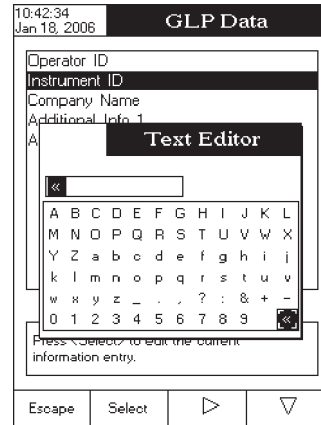 10:42:34
Jan 18, 2006
GLP Data
Operator ID
Instrument ID
Company Name
Additional Info 1
A
Text Editor
«
A B C D E F G H I J K L
M N O P Q R S T U V W X
Y Z a b c d e f g h i j
k l m n o p q r s t u v
w x y z _ . , ? : & + -
0 1 2 3 4 5 6 7 8 9 «
Press <Select> to edit the current
information entry.
Escape
Select